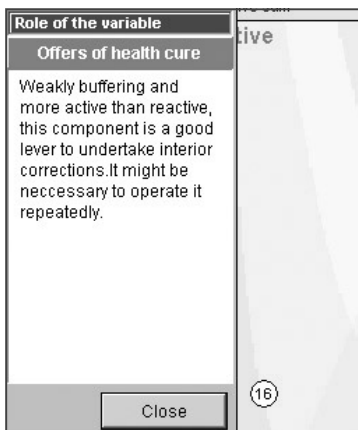 Role of the variable
Offers of health cure
tive
Weakly buffering and
more active than reactive,
this component is a good
lever to undertake interior
corrections.It might be
neccessary to operate it
repeatedly.
16
Close